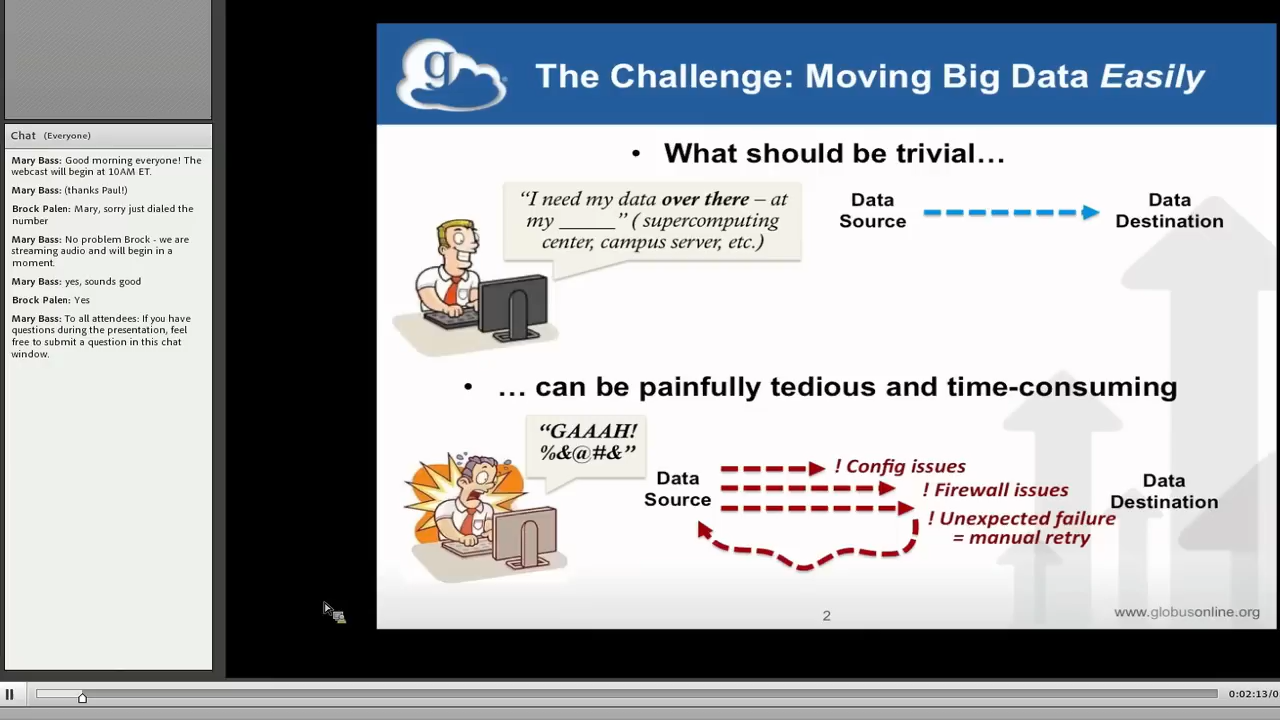 Chat (Everyone)
Mary Bass: Good morning everyone! The
webcast will begin at 10AM ET.
Mary Bass: (thanks Paul!)
Brock Palen: Mary, sorry just dialed the
number
Mary Bass: No problem Brock - we are
streaming audio and will begin in a
moment.
Mary Bass: yes, sounds good
Brock Palen: Yes
Mary Bass: To all attendees: If you have
questions during the presentation, feel
free to submit a question in this chat
window.
g
The Challenge: Moving Big Data Easily
• What should be trivial…
“I need my data over there – at
my _____ ” ( supercomputing
center, campus server, etc.)
Data
Source
Data
Destination
• … can be painfully tedious and time-consuming
“GAAAH!
%&@#&”
Data
Source
! Config issues
! Firewall issues
! Unexpected failure
= manual retry
Data
Destination
2
www.globusonline.org
0:02:13/0